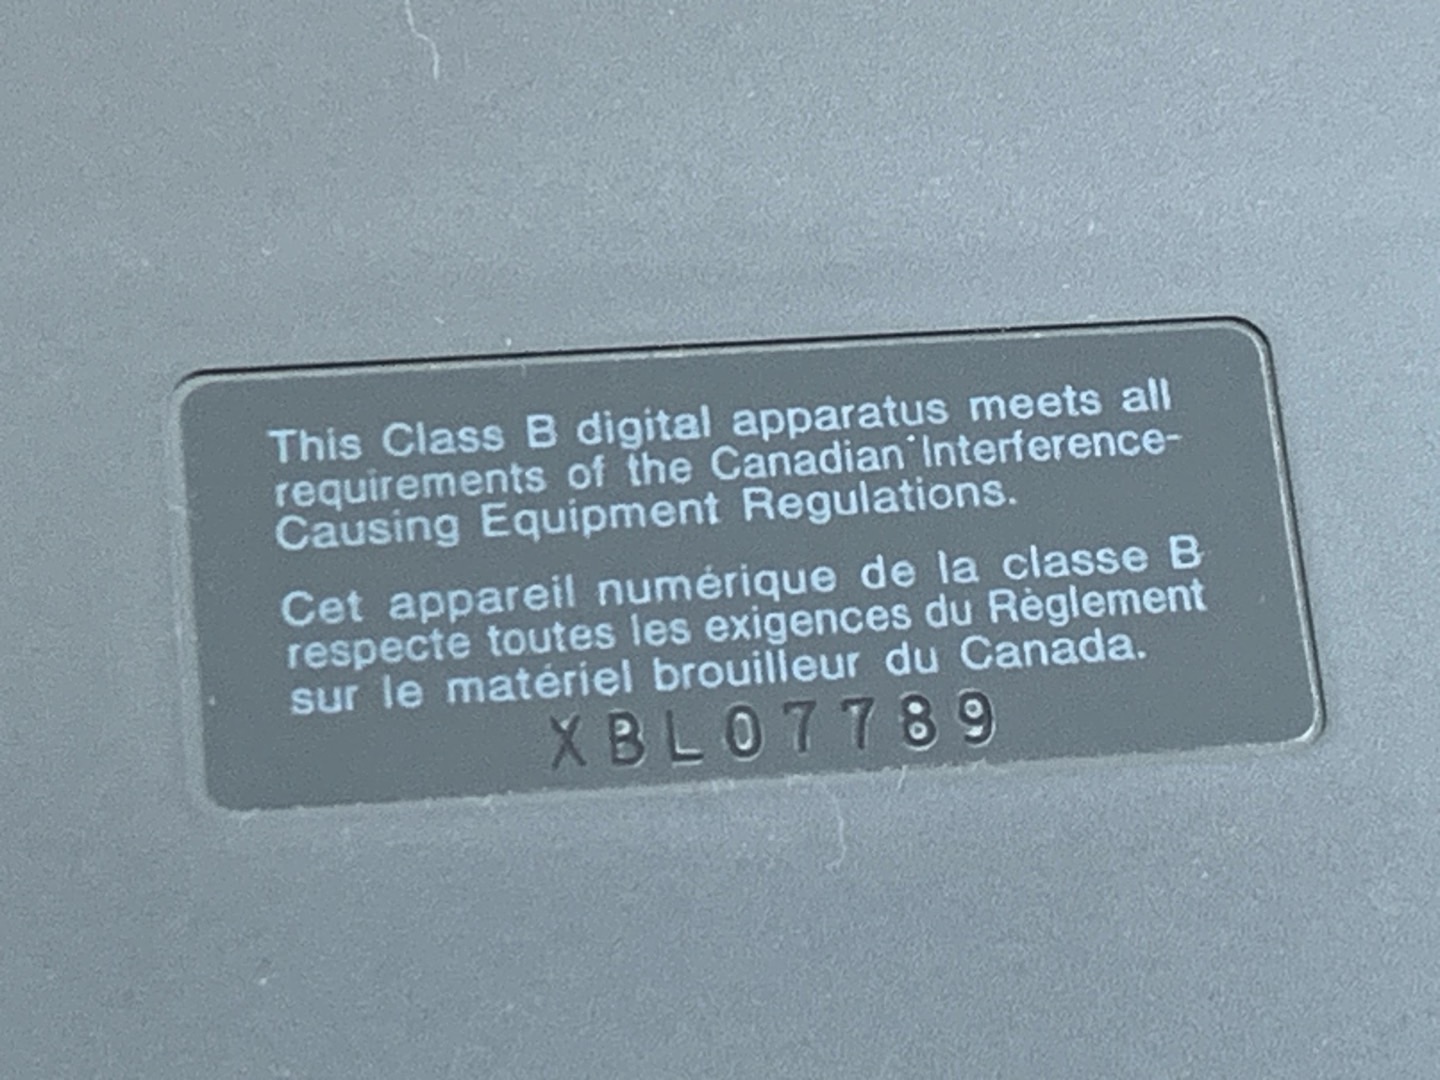 This Class B digital apparatus meets all
requirements of the Canadian Interference-
Causing Equipment Regulations.
Cet appareil numérique de la classe B
respecte toutes les exigences du Règlement
sur le matériel brouilleur du Canada.
XBL07789